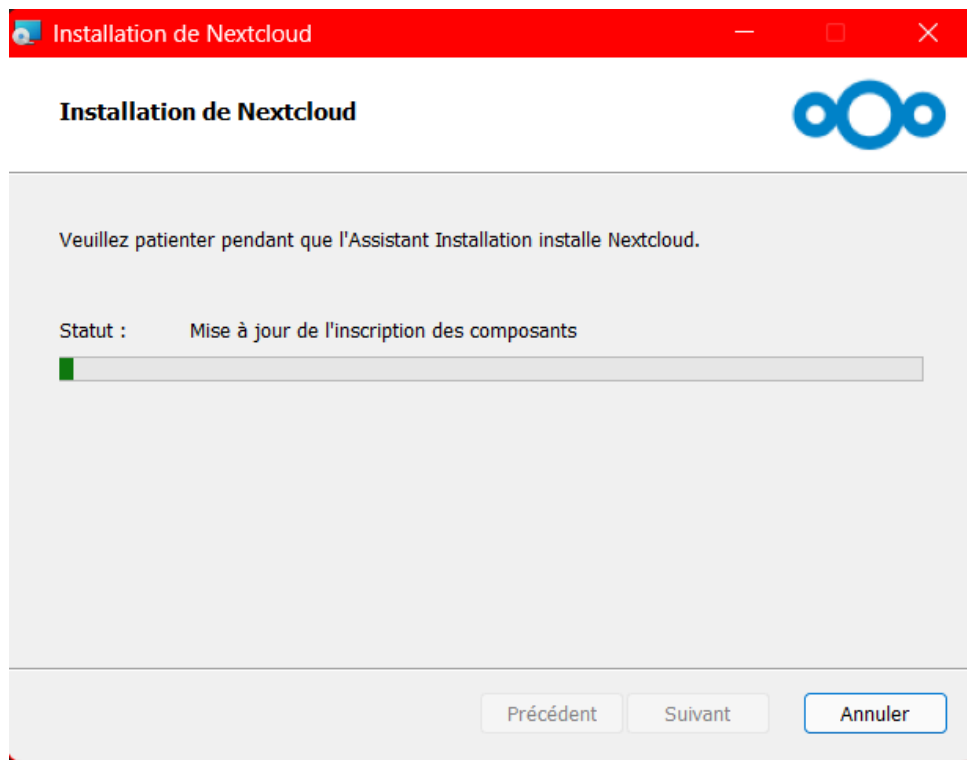 Installation de Nextcloud
Installation de Nextcloud
Veuillez patienter pendant que l'Assistant Installation installe Nextcloud.
Statut : Mise à jour de l'inscription des composants
Précédent Suivant Annuler